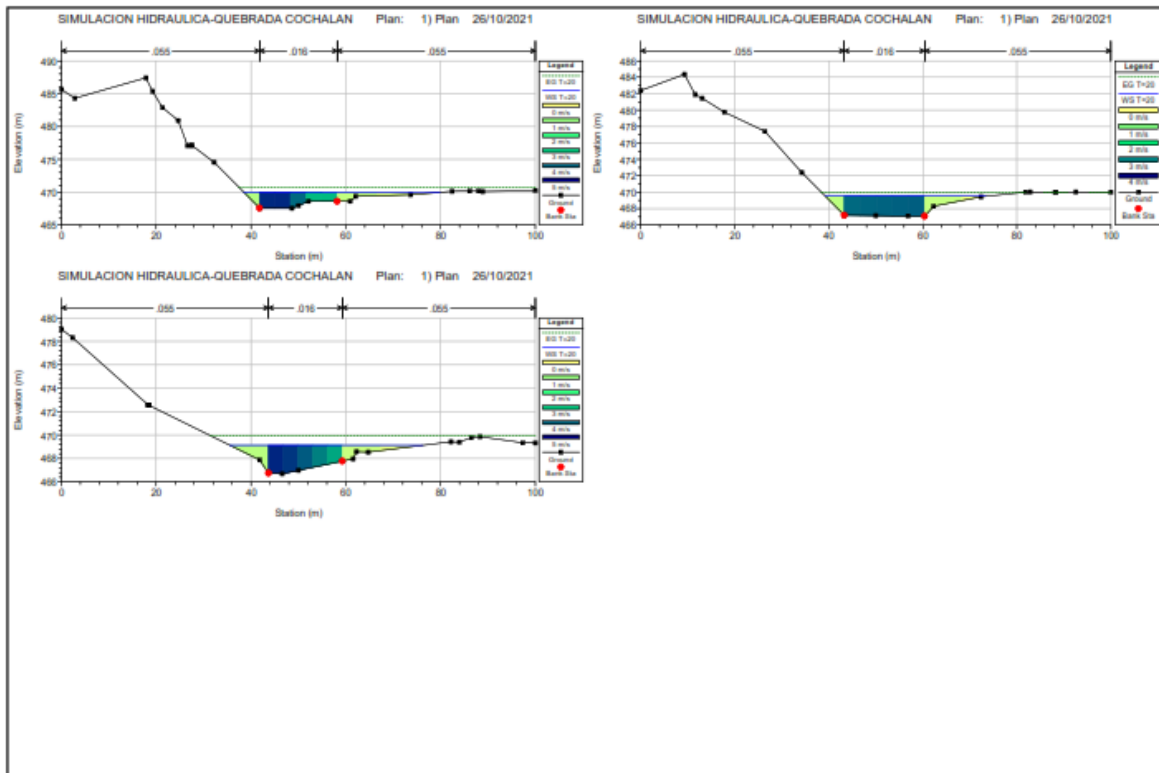 SIMULACION HIDRAULICA-QUEBRADA COCHALAN Plan: 1) Plan 26/10/2021
.055 .016 .055
Elevation (m)
490
485
480
475
470
465
0 20 40 60 80 100
Station (m)
Legend
EG T=20
WS T=20
0 m/s
1 m/s
2 m/s
3 m/s
4 m/s
5 m/s
Ground
Bank Sta
SIMULACION HIDRAULICA-QUEBRADA COCHALAN Plan: 1) Plan 26/10/2021
.055 .016 .055
Elevation (m)
486
484
482
480
478
476
474
472
470
468
466
0 20 40 60 80 100
Station (m)
Legend
EG T=20
WS T=20
0 m/s
1 m/s
2 m/s
3 m/s
4 m/s
Ground
Bank Sta
SIMULACION HIDRAULICA-QUEBRADA COCHALAN Plan: 1) Plan 26/10/2021
.055 .016 .055
Elevation (m)
480
478
476
474
472
470
468
466
0 20 40 60 80 100
Station (m)
Legend
EG T=20
WS T=20
0 m/s
1 m/s
2 m/s
3 m/s
4 m/s
5 m/s
Ground
Bank Sta